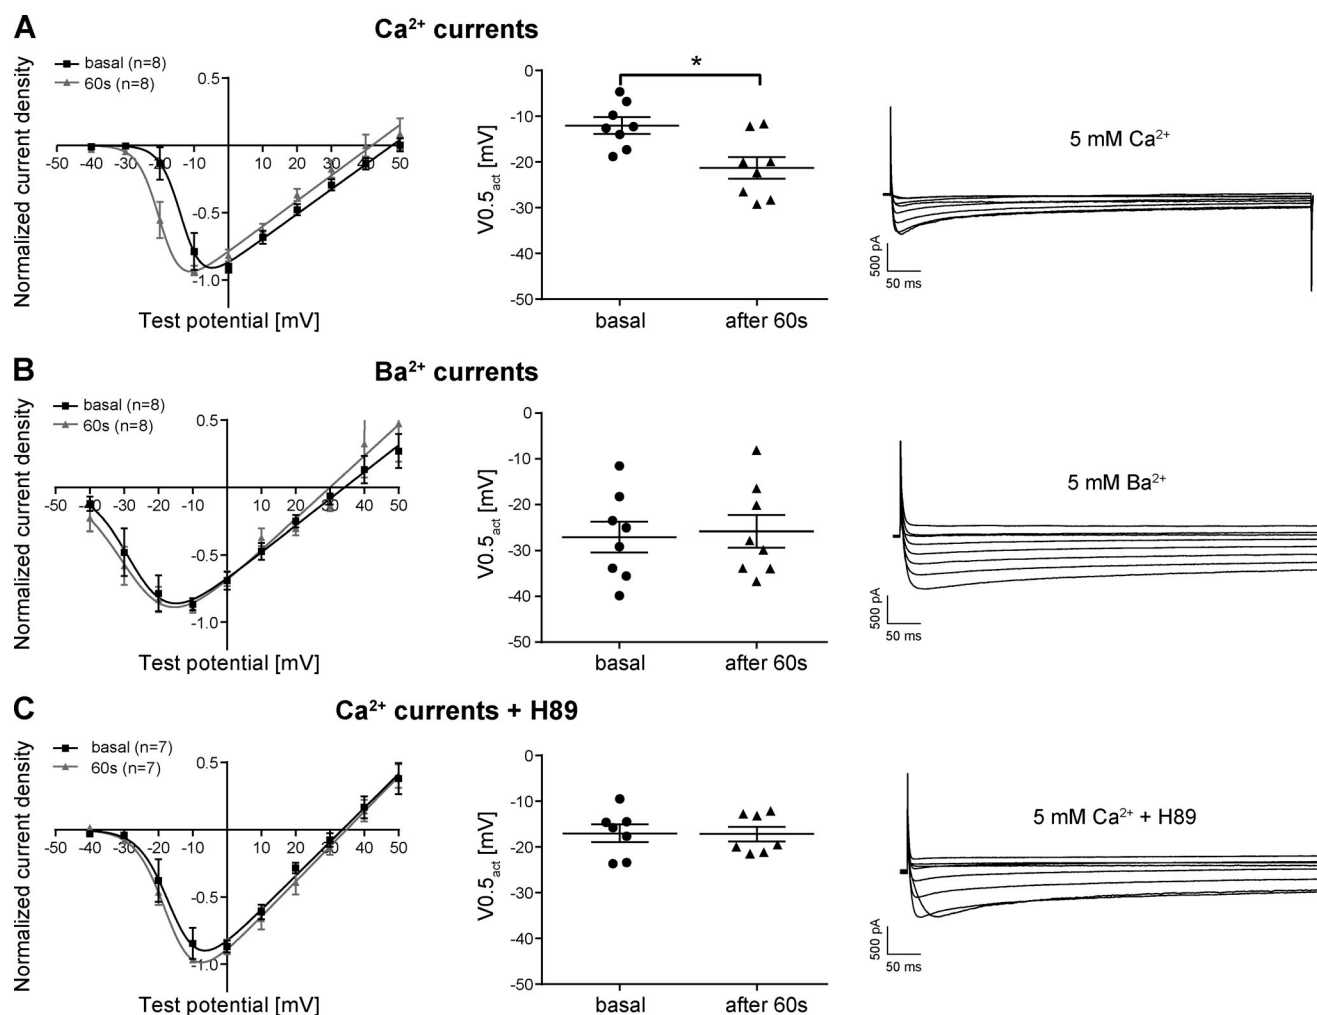 A
Ca²⁺ currents
Normalized current density
basal (n=8)
60s (n=8)
0.5
-50 -40 -30 -20 -10 10 20 30 40 50
-0.5
-1.0
Test potential [mV]
V0.5act [mV]
0
-10
-20
-30
-40
-50
*
basal after 60s
5 mM Ca²⁺
500 pA
50 ms
B
Ba²⁺ currents
Normalized current density
basal (n=8)
60s (n=8)
0.5
-50 -40 -30 -20 -10 10 20 30 40 50
-0.5
-1.0
Test potential [mV]
V0.5act [mV]
0
-10
-20
-30
-40
-50
basal after 60s
5 mM Ba²⁺
500 pA
50 ms
C
Ca²⁺ currents + H89
Normalized current density
basal (n=7)
60s (n=7)
0.5
-50 -40 -30 -20 -10 10 20 30 40 50
-0.5
-1.0
Test potential [mV]
V0.5act [mV]
0
-10
-20
-30
-40
-50
basal after 60s
5 mM Ca²⁺ + H89
500 pA
50 ms